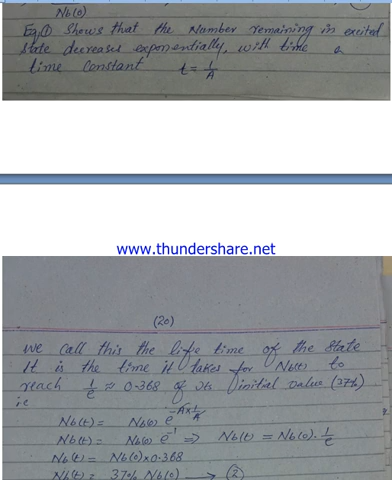 Nb(0)
Eq ① Shows that the Number remaining in excited
State decreases exponentially, with time a
time Constant t = 1/A
www.thundershare.net
(20)
we call this the life time of the State
It is the time it takes for Nb(t) to
reach 1/e ≈ 0.368 of its initial value (37%)
ie
Nb(t) = Nb(0) e^-A×1/A
Nb(t) = Nb(0) e^-1 ⇒ Nb(t) = Nb(0) . 1/e
Nb(t) = Nb(0) × 0.368
Nb(t) = 37% Nb(0) → ②